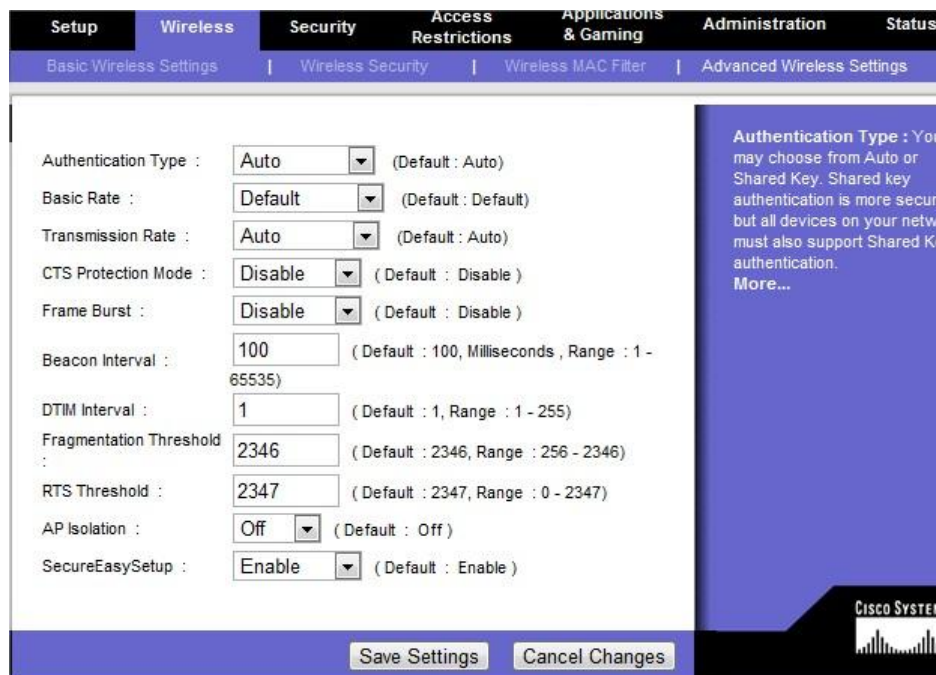 Setup Wireless Security Access Restrictions Applications & Gaming Administration Status
Basic Wireless Settings | Wireless Security | Wireless MAC Filter | Advanced Wireless Settings
Authentication Type : Auto (Default : Auto)
Basic Rate : Default (Default : Default)
Transmission Rate : Auto (Default : Auto)
CTS Protection Mode : Disable ( Default : Disable )
Frame Burst : Disable ( Default : Disable )
Beacon Interval : 100 ( Default : 100, Milliseconds , Range : 1 -
65535)
DTIM Interval : 1 ( Default : 1, Range : 1 - 255)
Fragmentation Threshold
: 2346 ( Default : 2346, Range : 256 - 2346)
RTS Threshold : 2347 ( Default : 2347, Range : 0 - 2347)
AP Isolation : Off ( Default : Off )
SecureEasySetup : Enable ( Default : Enable )
Authentication Type : You
may choose from Auto or
Shared Key. Shared key
authentication is more secur
but all devices on your netw
must also support Shared K
authentication.
More...
CISCO SYSTE
Save Settings Cancel Changes